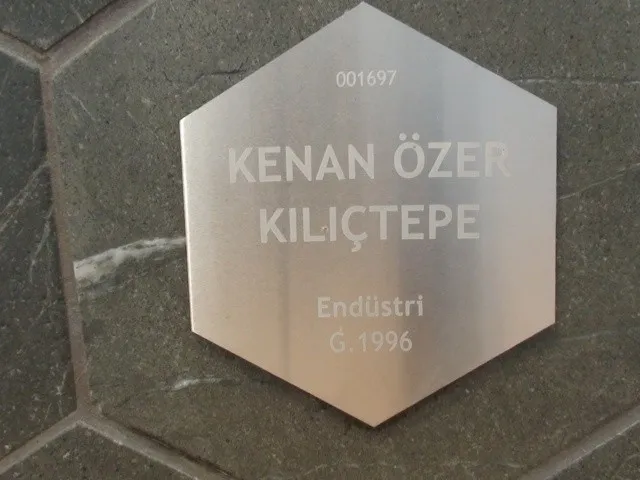 001697
KENAN ÖZER
KILIÇTEPE
Endüstri
G.1996